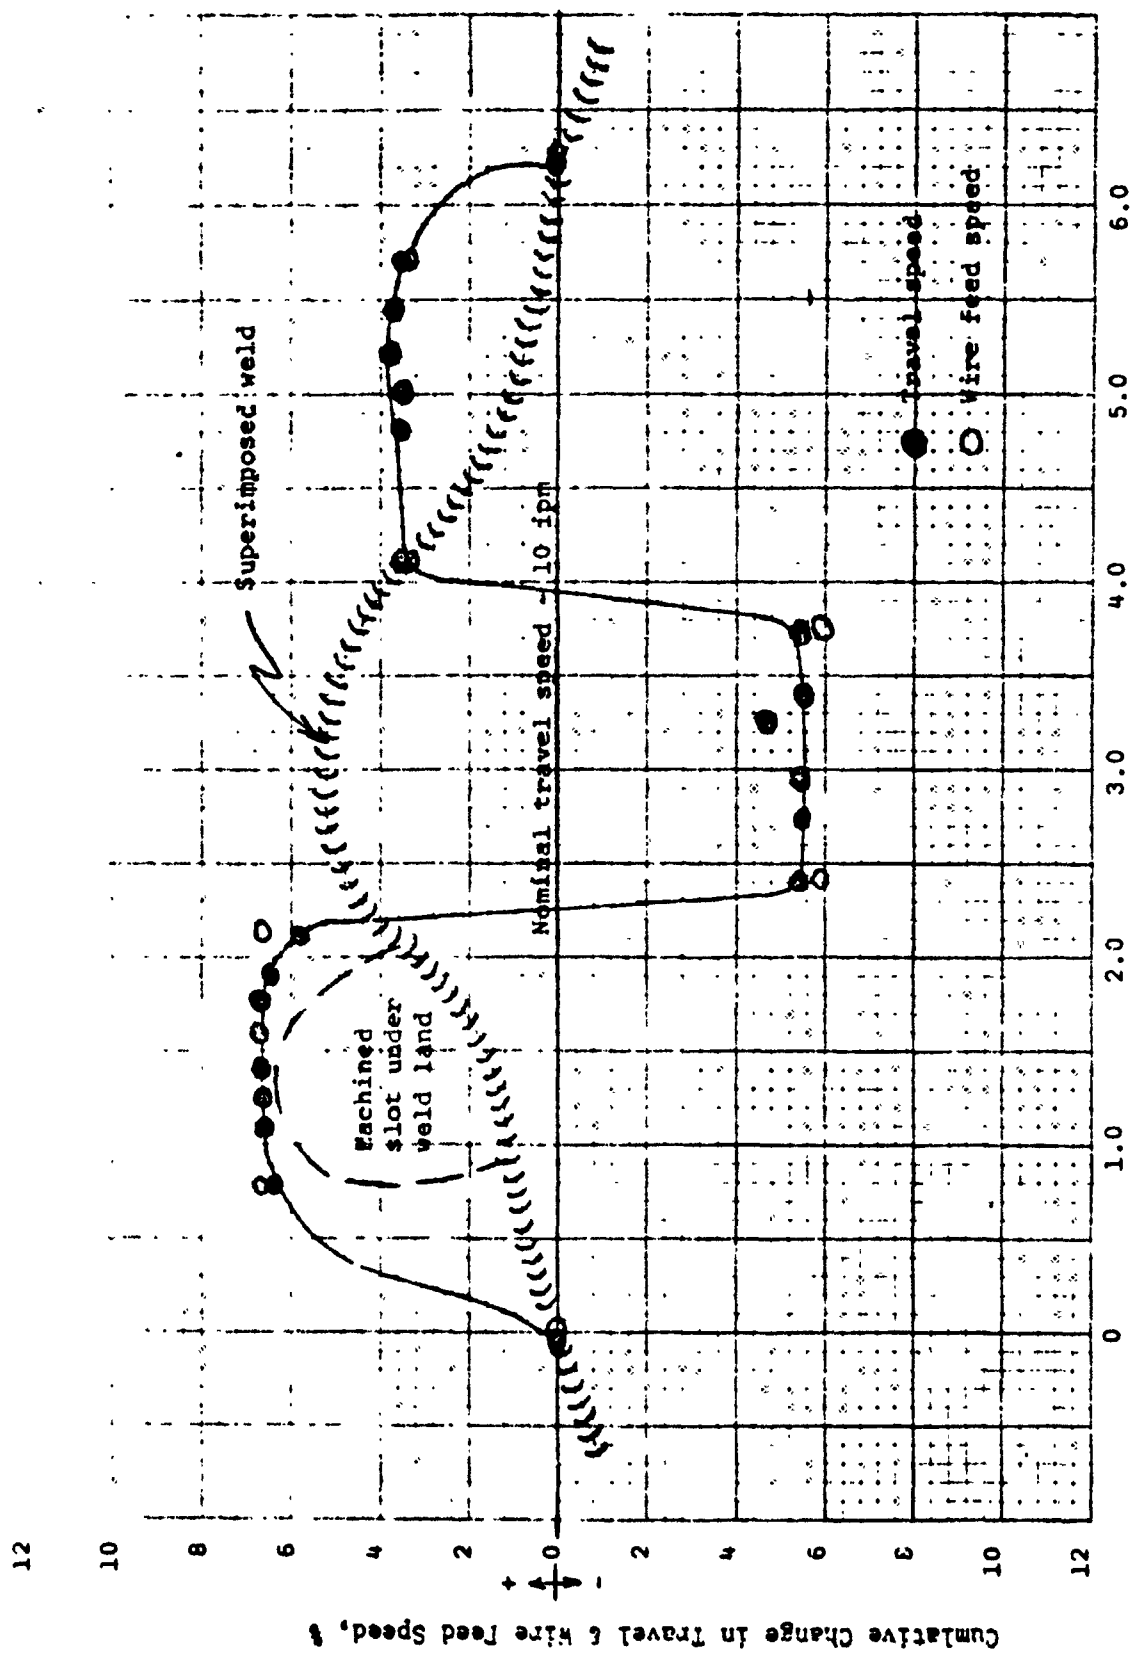 Cumlative Change in Travel & Wire Feed Speed, %
12
10
8
6
4
2
0
2
4
6
8
10
12
+
-
Superimposed weld
Machined
slot under
weld land
Nominal travel speed ~ 10 ipm
Travel speed
Wire feed speed
0
1.0
2.0
3.0
4.0
5.0
6.0